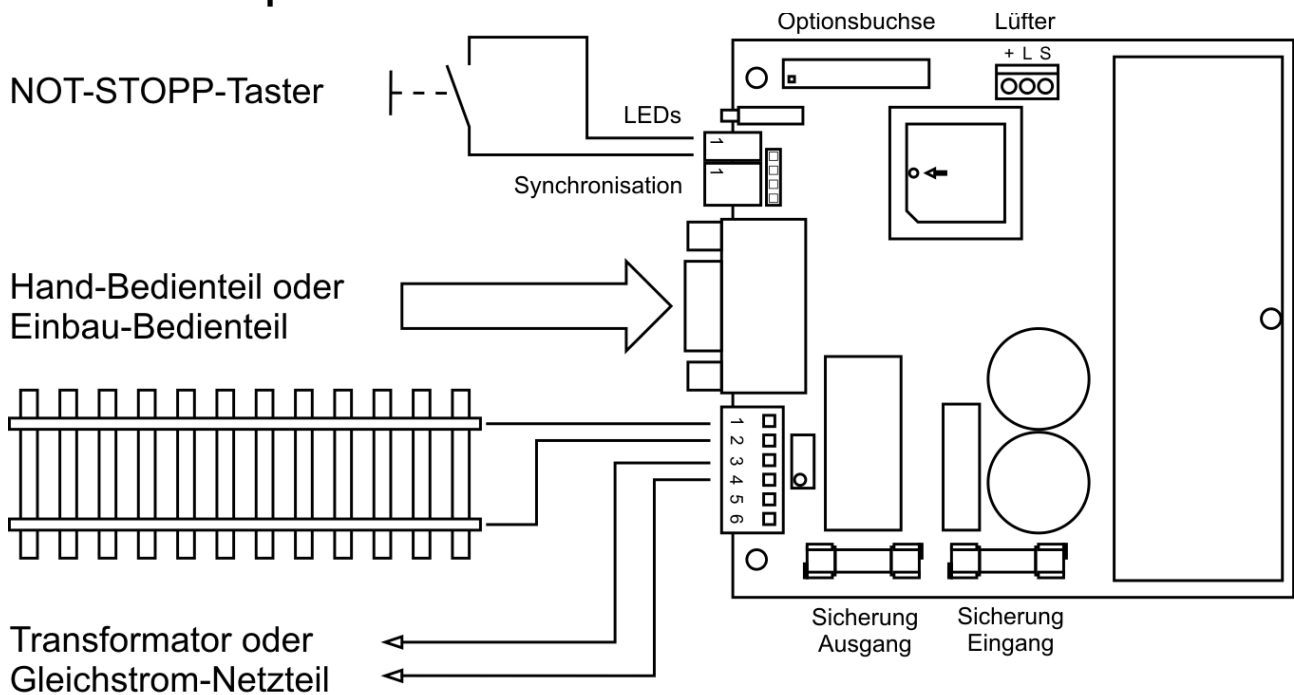 Optionsbuchse
Lüfter
+ L S
NOT-STOPP-Taster
LEDs
1
1
Synchronisation
Hand-Bedienteil oder
Einbau-Bedienteil
1
2
3
4
5
6
Sicherung
Ausgang
Sicherung
Eingang
Transformator oder
Gleichstrom-Netzteil